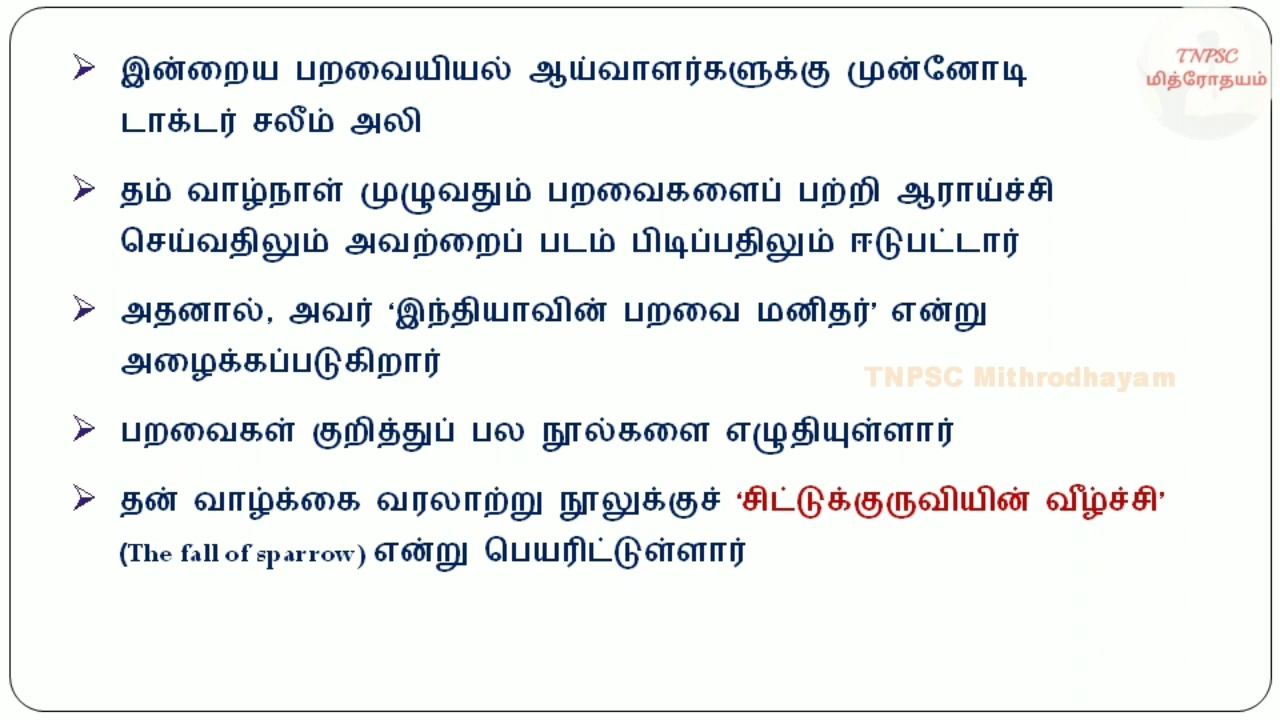 TNPSC
மித்ரோதயம்
➢ இன்றைய பறவையியல் ஆய்வாளர்களுக்கு முன்னோடி
டாக்டர் சலீம் அலி
➢ தம் வாழ்நாள் முழுவதும் பறவைகளைப் பற்றி ஆராய்ச்சி
செய்வதிலும் அவற்றைப் படம் பிடிப்பதிலும் ஈடுபட்டார்
➢ அதனால், அவர் ‘இந்தியாவின் பறவை மனிதர்’ என்று
அழைக்கப்படுகிறார்
TNPSC Mithrodhayam
➢ பறவைகள் குறித்துப் பல நூல்களை எழுதியுள்ளார்
➢ தன் வாழ்க்கை வரலாற்று நூலுக்குச் ‘சிட்டுக்குருவியின் வீழ்ச்சி’
(The fall of sparrow) என்று பெயரிட்டுள்ளார்